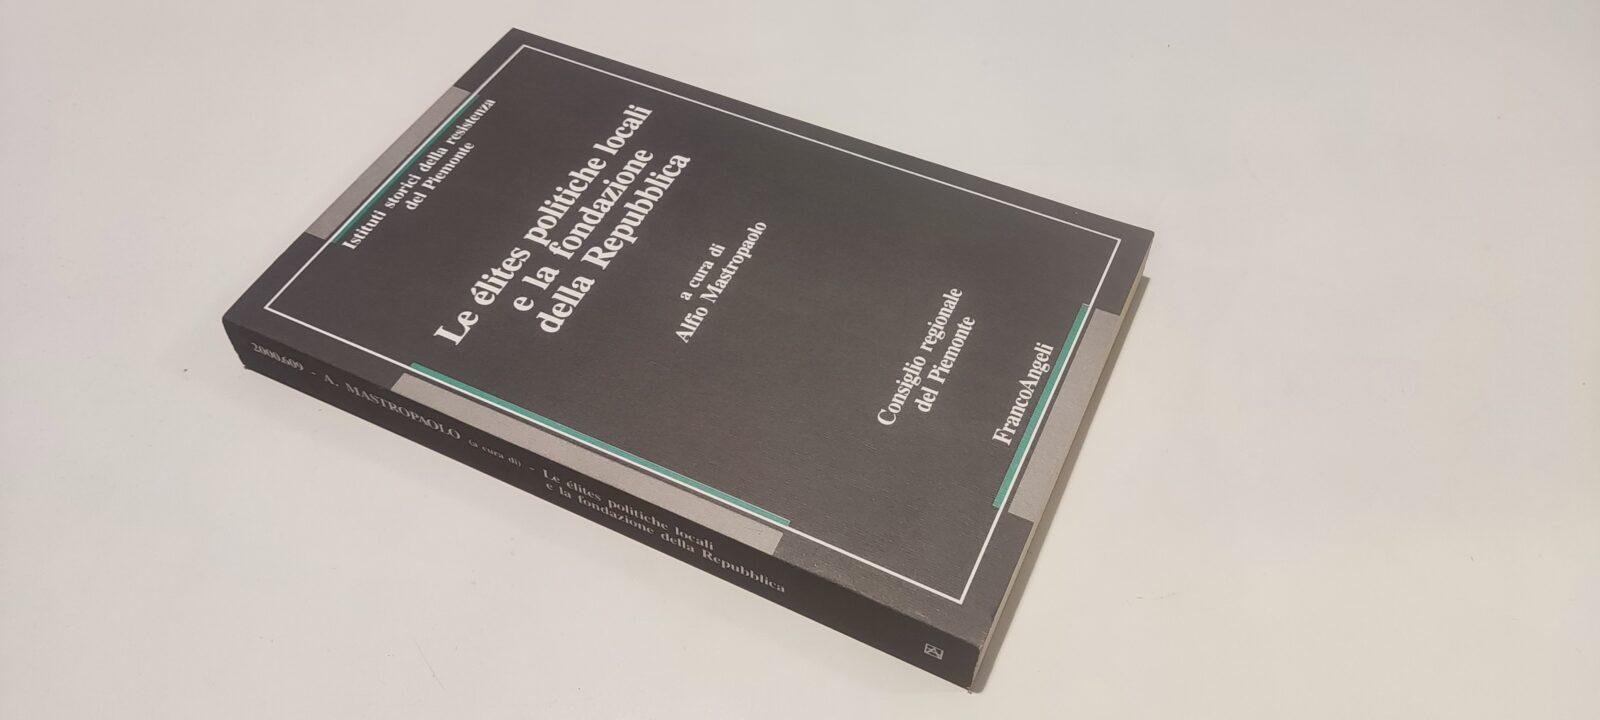 Istituti storici della resistenza
del Piemonte
Le élites politiche locali
e la fondazione
della Repubblica
a cura di
Alfio Mastropaolo
Consiglio regionale
del Piemonte
FrancoAngeli
2000.609 - A. MASTROPAOLO (a cura di) - Le élites politiche locali
e la fondazione della Repubblica